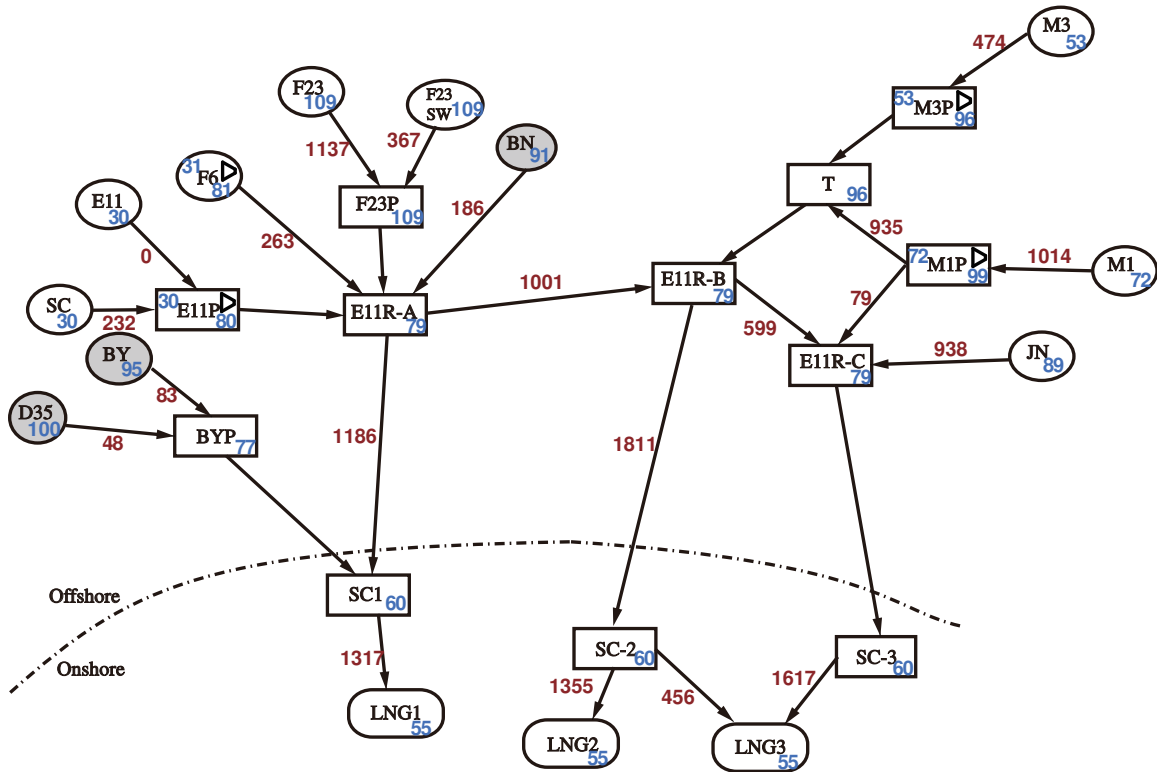 M3
53
474
53
M3P
96
F23
109
F23
SW
109
1137
367
BN
91
T
96
31
F6
81
186
935
F23P
109
E11
30
263
72
M1P
99
1014
M1
72
0
1001
E11R-B
79
79
SC
30
232
30
E11P
80
E11R-A
79
599
BY
95
E11R-C
79
938
JN
89
83
D35
100
48
BYP
77
1186
1811
Offshore
SC1
60
Onshore
1317
SC-2
60
SC-3
60
1355
456
1617
LNG1
55
LNG2
55
LNG3
55